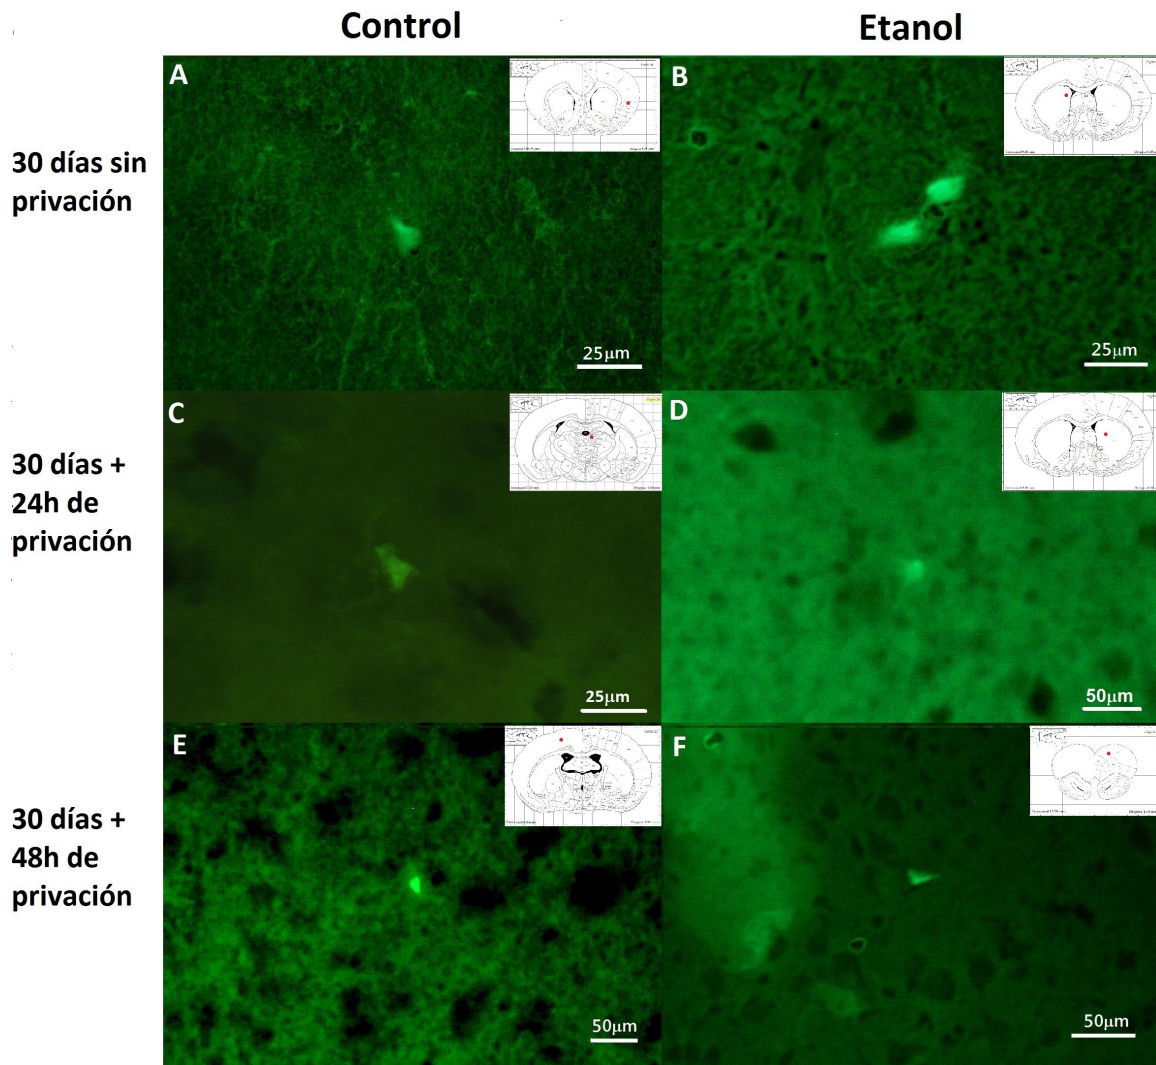 Control
Etanol
A
B
30 días sin
privación
25μm
25μm
C
D
30 días +
24h de
privación
25μm
50μm
E
F
30 días +
48h de
privación
50μm
50μm